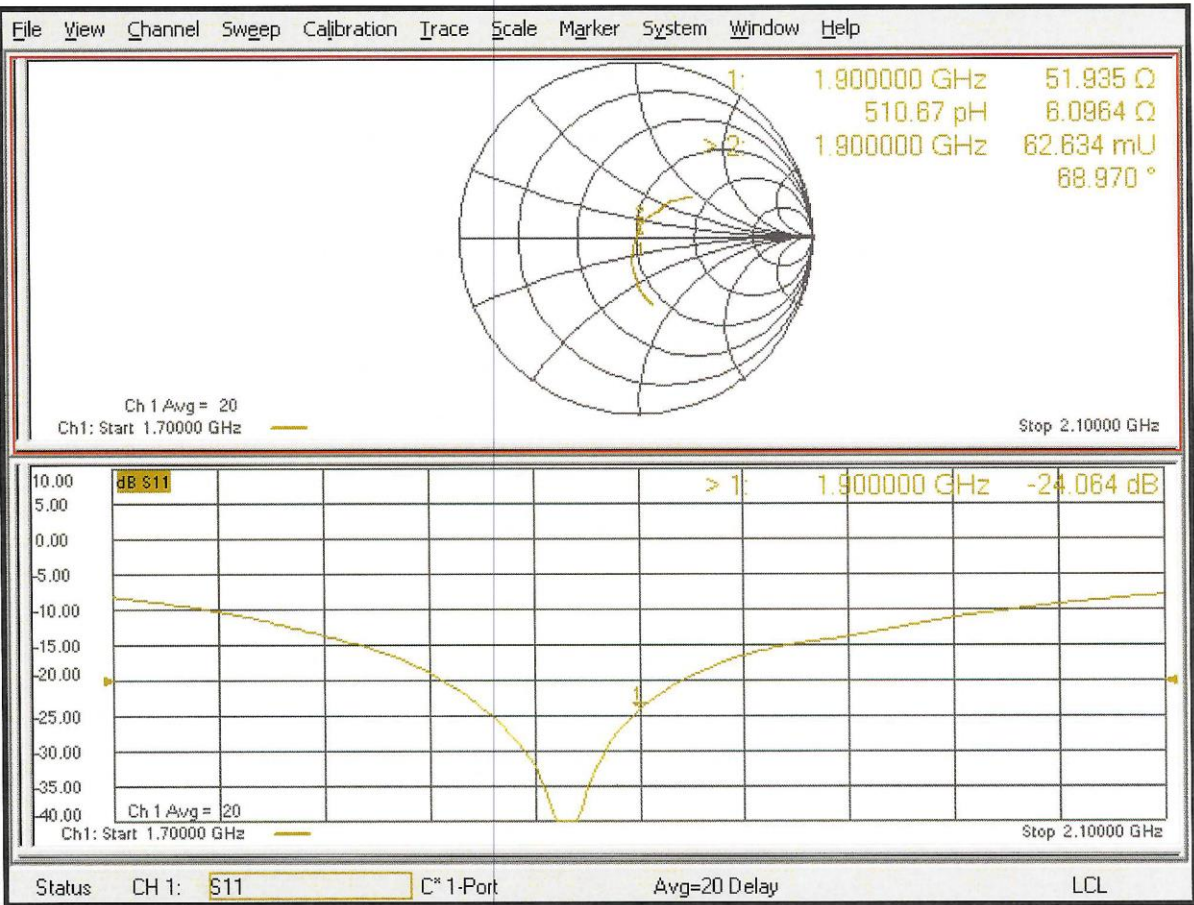 File View Channel Sweep Calibration Trace Scale Marker System Window Help
1: 1.900000 GHz 51.935 Ω
510.67 pH 6.0964 Ω
> 2: 1.900000 GHz 62.634 mU
68.970 °
Ch 1 Avg = 20
Ch1: Start 1.70000 GHz
Stop 2.10000 GHz
10.00
dB S11
> 1: 1.900000 GHz -24.064 dB
5.00
0.00
-5.00
-10.00
-15.00
-20.00
1
-25.00
-30.00
-35.00
-40.00
Ch 1 Avg = 20
Ch1: Start 1.70000 GHz
Stop 2.10000 GHz
Status CH 1: S11 C* 1-Port Avg=20 Delay LCL